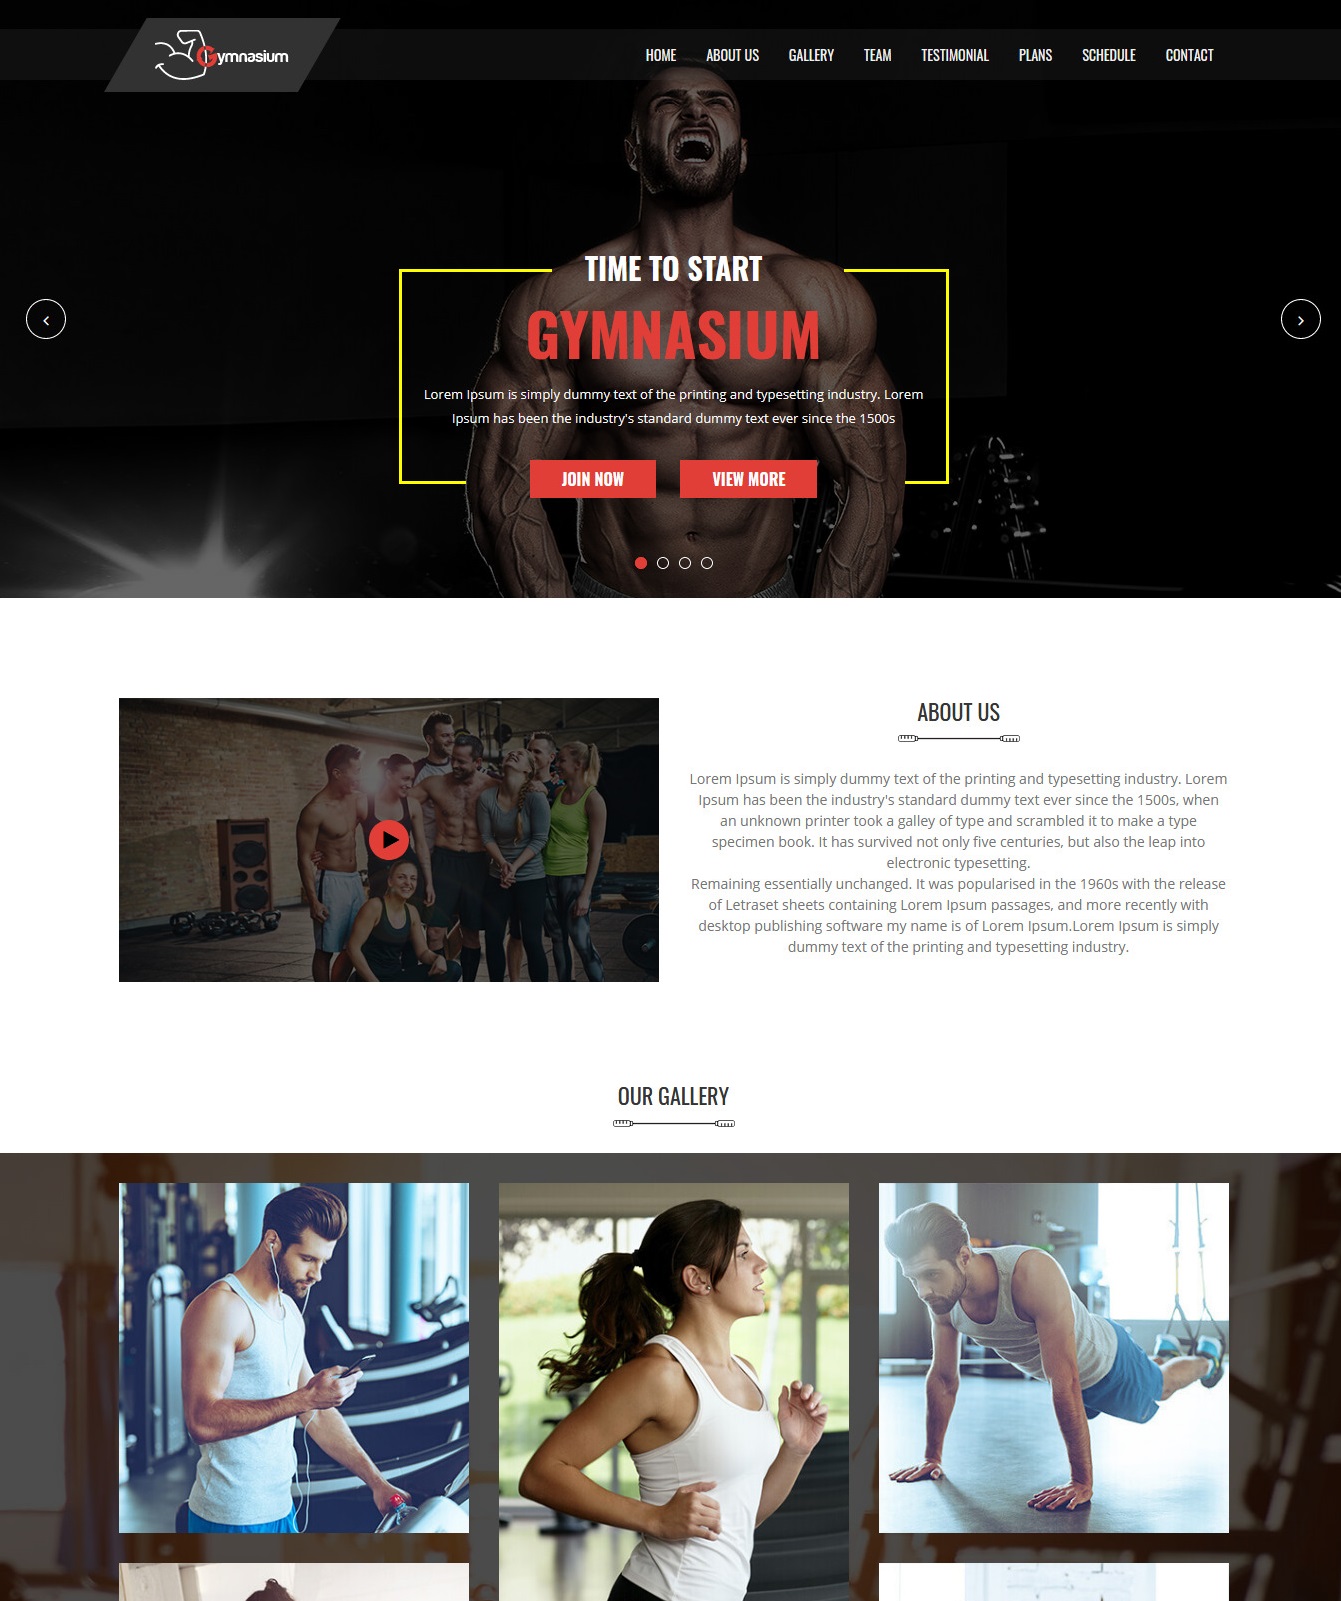 Gymnasium
HOME ABOUT US GALLERY TEAM TESTIMONIAL PLANS SCHEDULE CONTACT
TIME TO START
GYMNASIUM
Lorem Ipsum is simply dummy text of the printing and typesetting industry. Lorem
Ipsum has been the industry's standard dummy text ever since the 1500s
JOIN NOW VIEW MORE
ABOUT US
Lorem Ipsum is simply dummy text of the printing and typesetting industry. Lorem
Ipsum has been the industry's standard dummy text ever since the 1500s, when
an unknown printer took a galley of type and scrambled it to make a type
specimen book. It has survived not only five centuries, but also the leap into
electronic typesetting.
Remaining essentially unchanged. It was popularised in the 1960s with the release
of Letraset sheets containing Lorem Ipsum passages, and more recently with
desktop publishing software my name is of Lorem Ipsum.Lorem Ipsum is simply
dummy text of the printing and typesetting industry.
OUR GALLERY